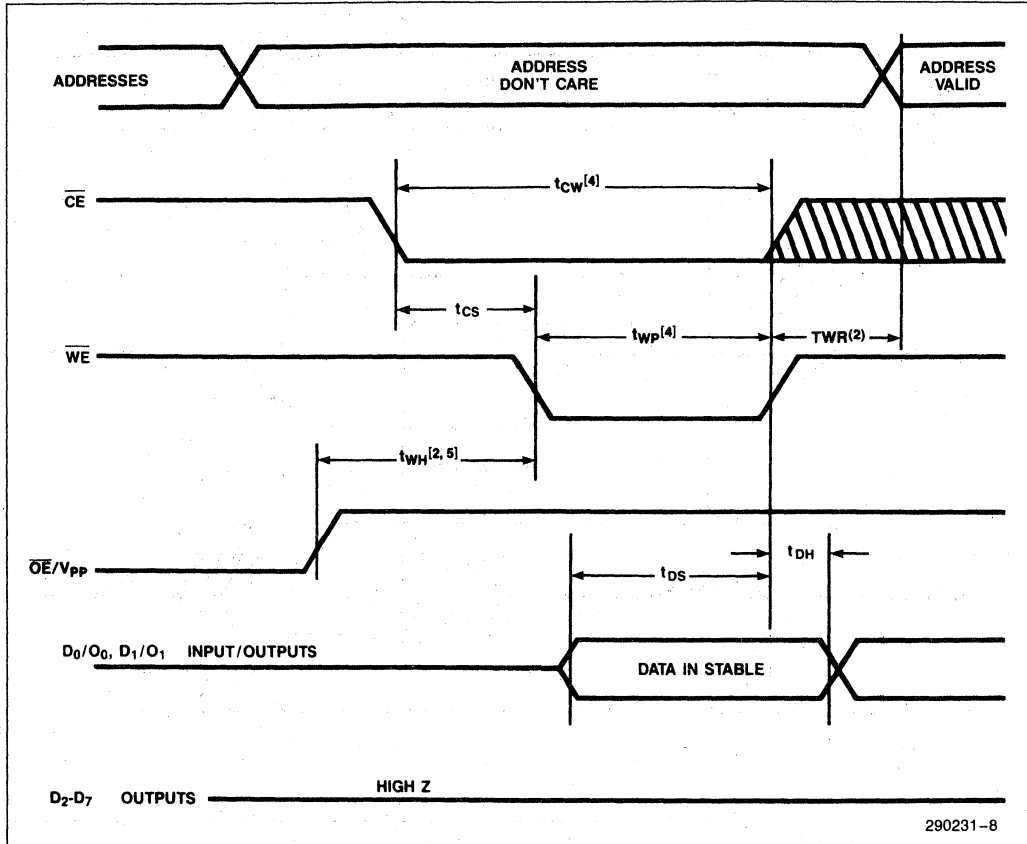 ADDRESSES
ADDRESS
DON'T CARE
ADDRESS
VALID
tCW[4]
CE
tCS
tWP[4]
TWR(2)
WE
tWH[2, 5]
OE/VPP
tDH
tDS
D0/O0, D1/O1 INPUT/OUTPUTS
DATA IN STABLE
D2-D7 OUTPUTS
HIGH Z
290231-8